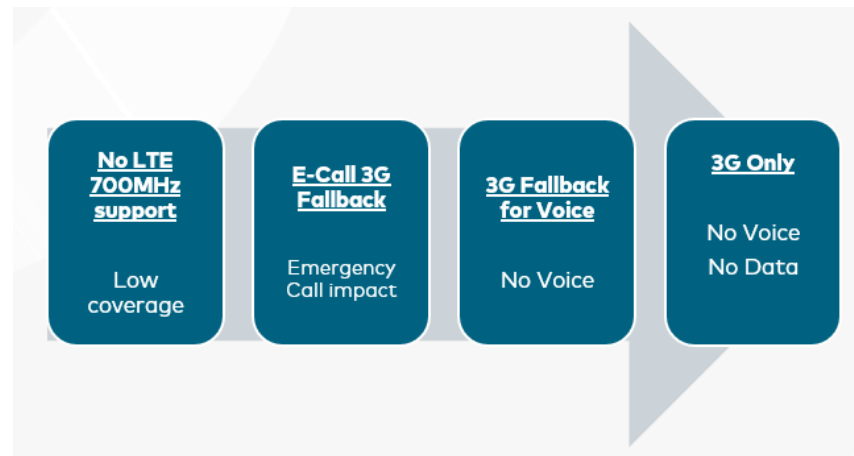 No LTE
700MHz
support
Low
coverage
E-Call 3G
Fallback
Emergency
Call impact
3G Fallback
for Voice
No Voice
3G Only
No Voice
No Data